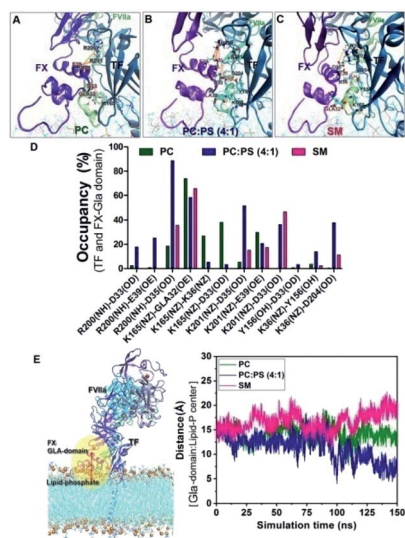 A
B
C
FVIIa
FVIIa
FVIIa
R200
FX
TF
FX
TF
FX
TF
PC
PC:PS (4:1)
SM
D
PC
PC:PS (4:1)
SM
Occupancy (%)
(TF and FX-Gla domain)
100
80
60
40
20
0
R200(NH)-D33(OD)
R200(NH)-E39(OE)
R200(NH)-D35(OD)
K165(NZ)-GLA32(OE)
K165(NZ)-K36(NZ)
K165(NZ)-D33(OD)
K201(NZ)-D35(OD)
K201(NZ)-E39(OE)
K201(NZ)-D33(OD)
Y156(OH)-D33(OD)
K36(NZ)-Y156(OH)
K36(NZ)-D204(OD)
E
FVIIa
TF
FX
GLA-domain
Lipid-phosphate
PC
PC:PS (4:1)
SM
Distance(Å)
[Gla-domain:Lipid-P center]
30
25
20
15
10
5
0
0
50
100
150
Simulation time (ns)